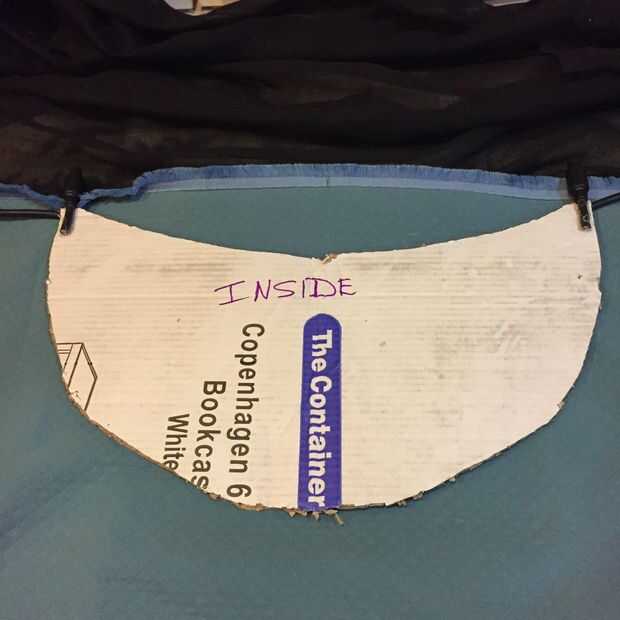 INSIDE
The Container
Copenhagen 6
Bookcas
White